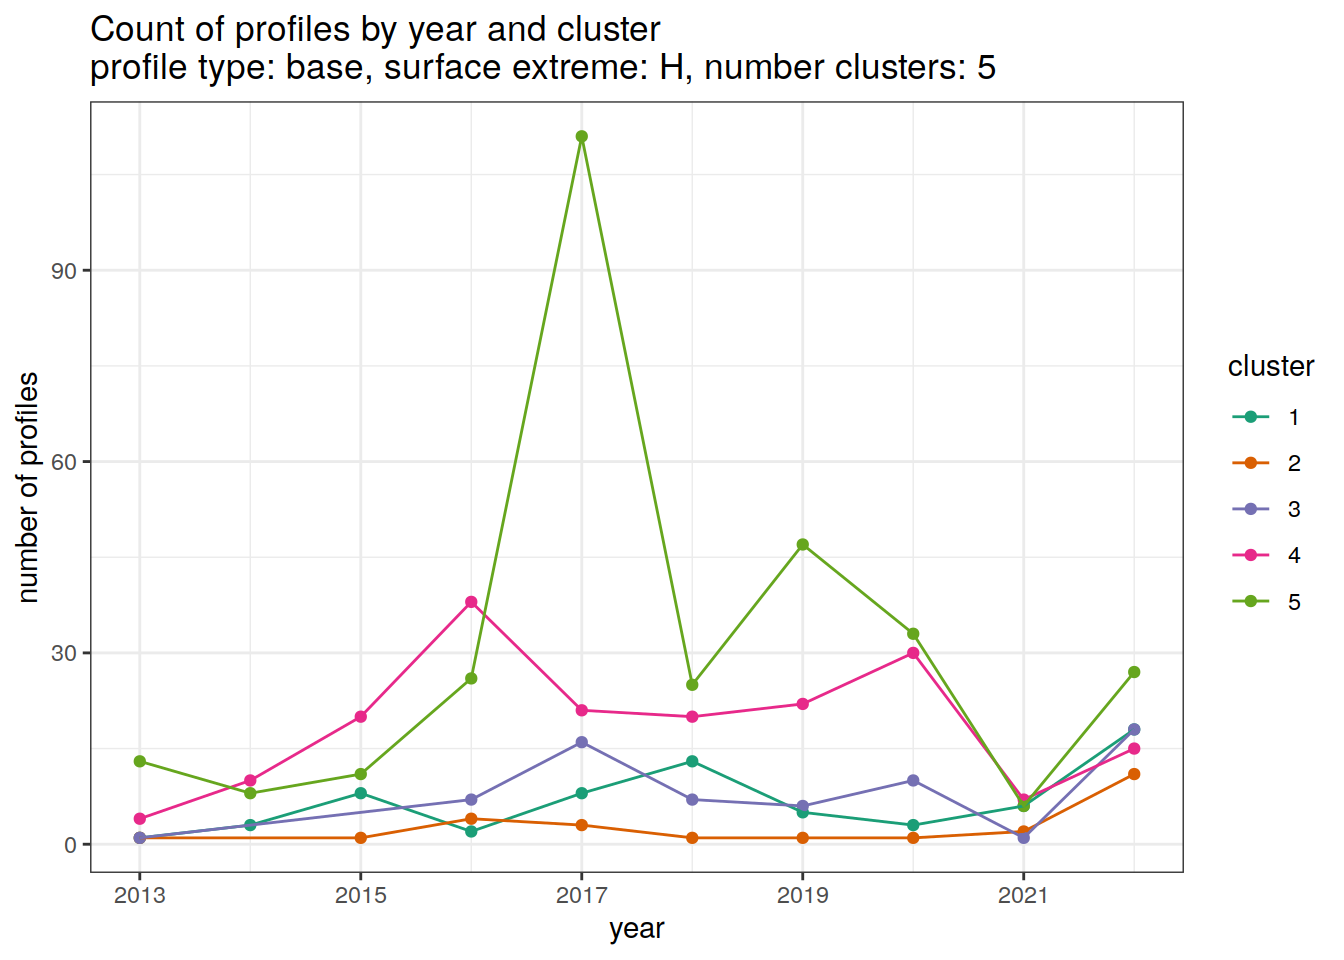 Count of profiles by year and cluster
profile type: base, surface extreme: H, number clusters: 5
number of profiles
90
60
30
0
2013
2015
2017
2019
2021
year
cluster
1
2
3
4
5